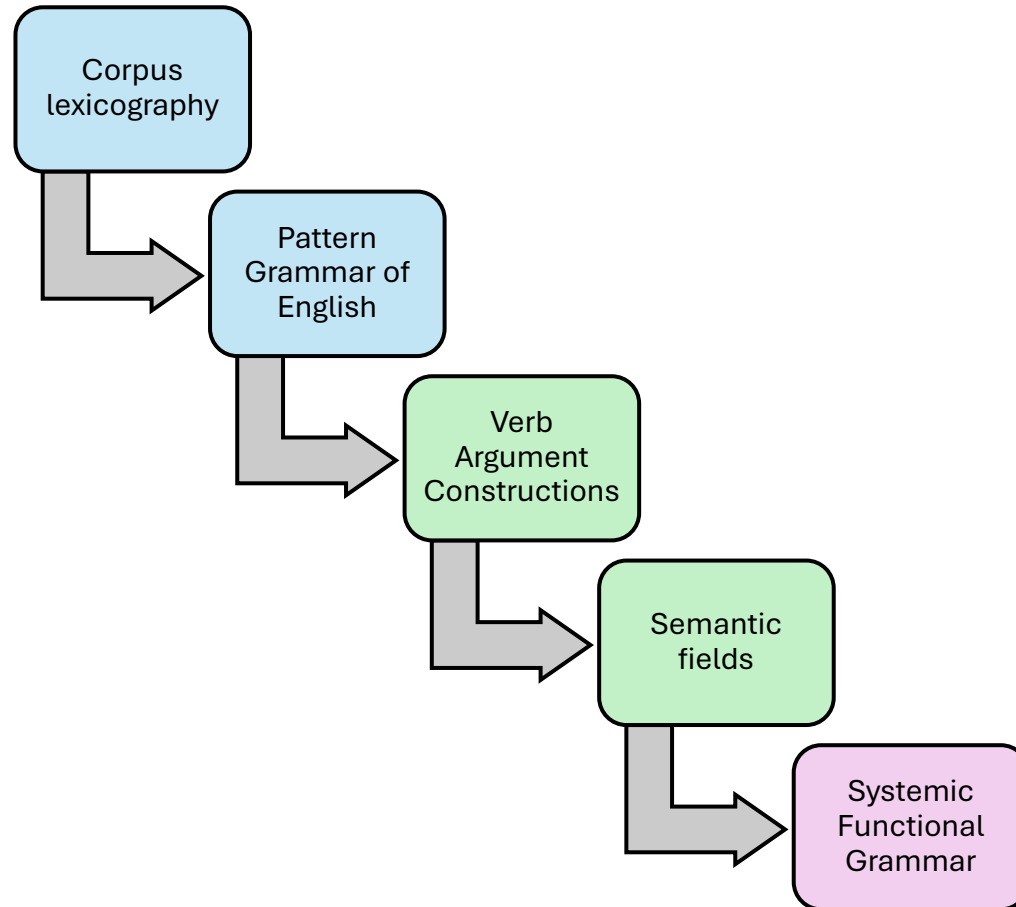 Corpus
lexicography
Pattern
Grammar of
English
Verb
Argument
Constructions
Semantic
fields
Systemic
Functional
Grammar